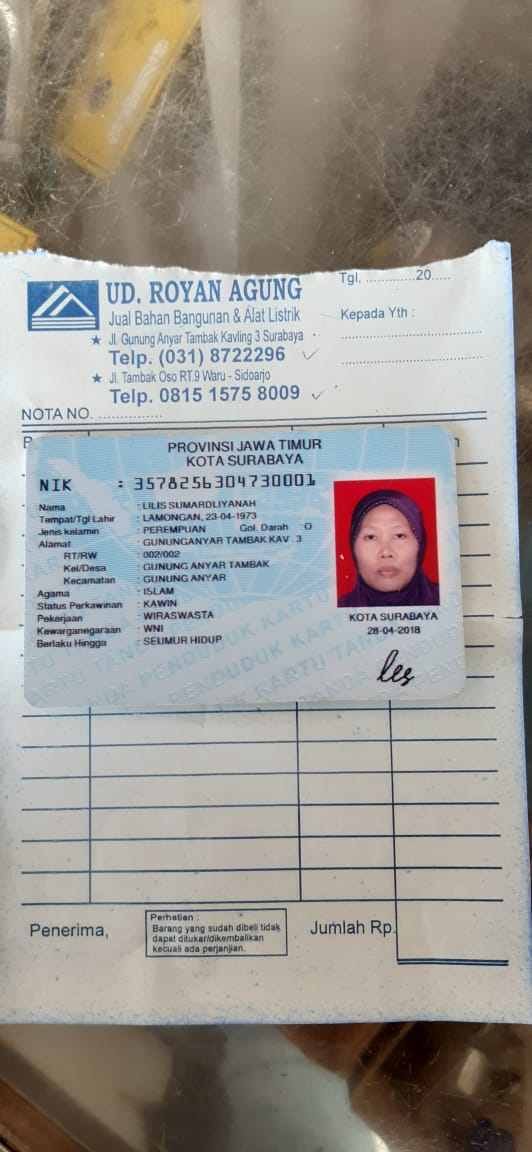 UD. ROYAN AGUNG
Jual Bahan Bangunan & Alat Listrik
★ Jl. Gunung Anyar Tambak Kavling 3 Surabaya
Telp. (031) 8722296
★ Jl. Tambak Oso RT.9 Waru - Sidoarjo
Telp. 0815 1575 8009
Tgl, .............20.....
Kepada Yth :
NOTA NO. ..............
PROVINSI JAWA TIMUR
KOTA SURABAYA
NIK : 3578256304730001
Nama : LILIS SUMARDLIYANAH
Tempat/Tgl Lahir : LAMONGAN, 23-04-1973
Jenis kelamin : PEREMPUAN Gol. Darah :O
Alamat : GUNUNGANYAR TAMBAK KAV . 3
RT/RW : 002/002
Kel/Desa : GUNUNG ANYAR TAMBAK
Kecamatan : GUNUNG ANYAR
Agama : ISLAM
Status Perkawinan : KAWIN
Pekerjaan : WIRASWASTA
Kewarganegaraan : WNI
Berlaku Hingga : SEUMUR HIDUP
KOTA SURABAYA
28-04-2018
Penerima,
Perhatian :
Barang yang sudah dibeli tidak
dapat ditukar/dikembalikan
kecuali ada perjanjian.
Jumlah Rp.